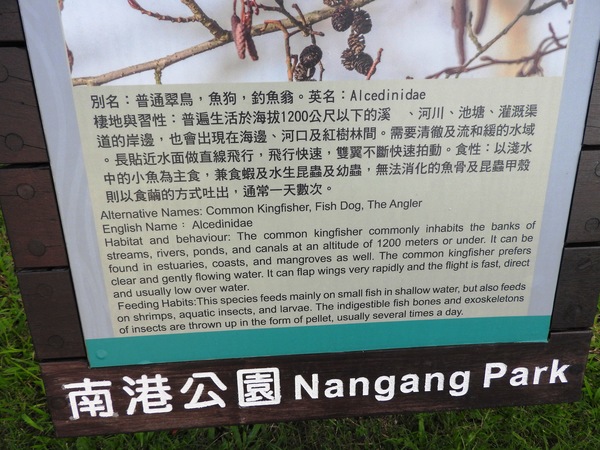 別名：普通翠鳥，魚狗，釣魚翁。英名：Alcedinidae
棲地與習性：普遍生活於海拔1200公尺以下的溪　、河川、池塘、灌溉渠
道的岸邊，也會出現在海邊、河口及紅樹林間。需要清徹及流和緩的水域
。長貼近水面做直線飛行，飛行快速，雙翼不斷快速拍動。食性：以淺水
中的小魚為主食，兼食蝦及水生昆蟲及幼蟲，無法消化的魚骨及昆蟲甲殼
則以食繭的方式吐出，通常一天數次。
Alternative Names: Common Kingfisher, Fish Dog, The Angler
English Name： Alcedinidae
Habitat and behaviour: The common kingfisher commonly inhabits the banks of
streams, rivers, ponds, and canals at an altitude of 1200 meters or under. It can be
found in estuaries, coasts, and mangroves as well. The common kingfisher prefers
clear and gently flowing water. It can flap wings very rapidly and the flight is fast, direct
and usually low over water.
Feeding Habits:This species feeds mainly on small fish in shallow water, but also feeds
on shrimps, aquatic insects, and larvae. The indigestible fish bones and exoskeletons
of insects are thrown up in the form of pellet, usually several times a day.
南港公園 Nangang Park